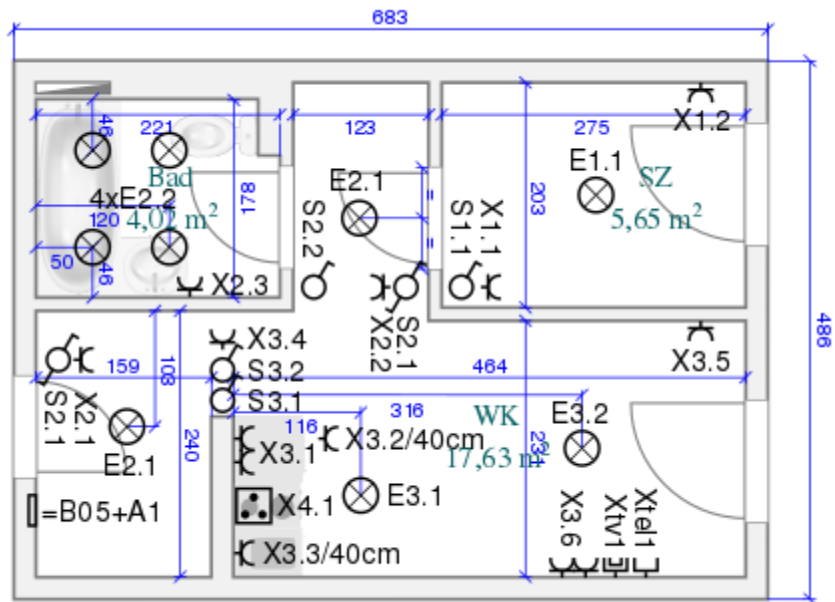 683
221
46
123
275
X1.2
Bad
E2.1
E1.1
SZ
4xE2.2
4,02 m²
178
203
5,65 m²
120
50
46
=
=
S2.2
S1.1
X1.1
X2.3
X2.2
S2.1
486
X3.4
159
108
S3.2
464
X3.5
S3.1
S2.1
X2.1
116
316
WK
E3.2
E2.1
240
X3.1
X3.2/40cm
17,63 m²
X4.1
E3.1
=B05+A1
X3.3/40cm
X3.6
Xtv1
Xtel1